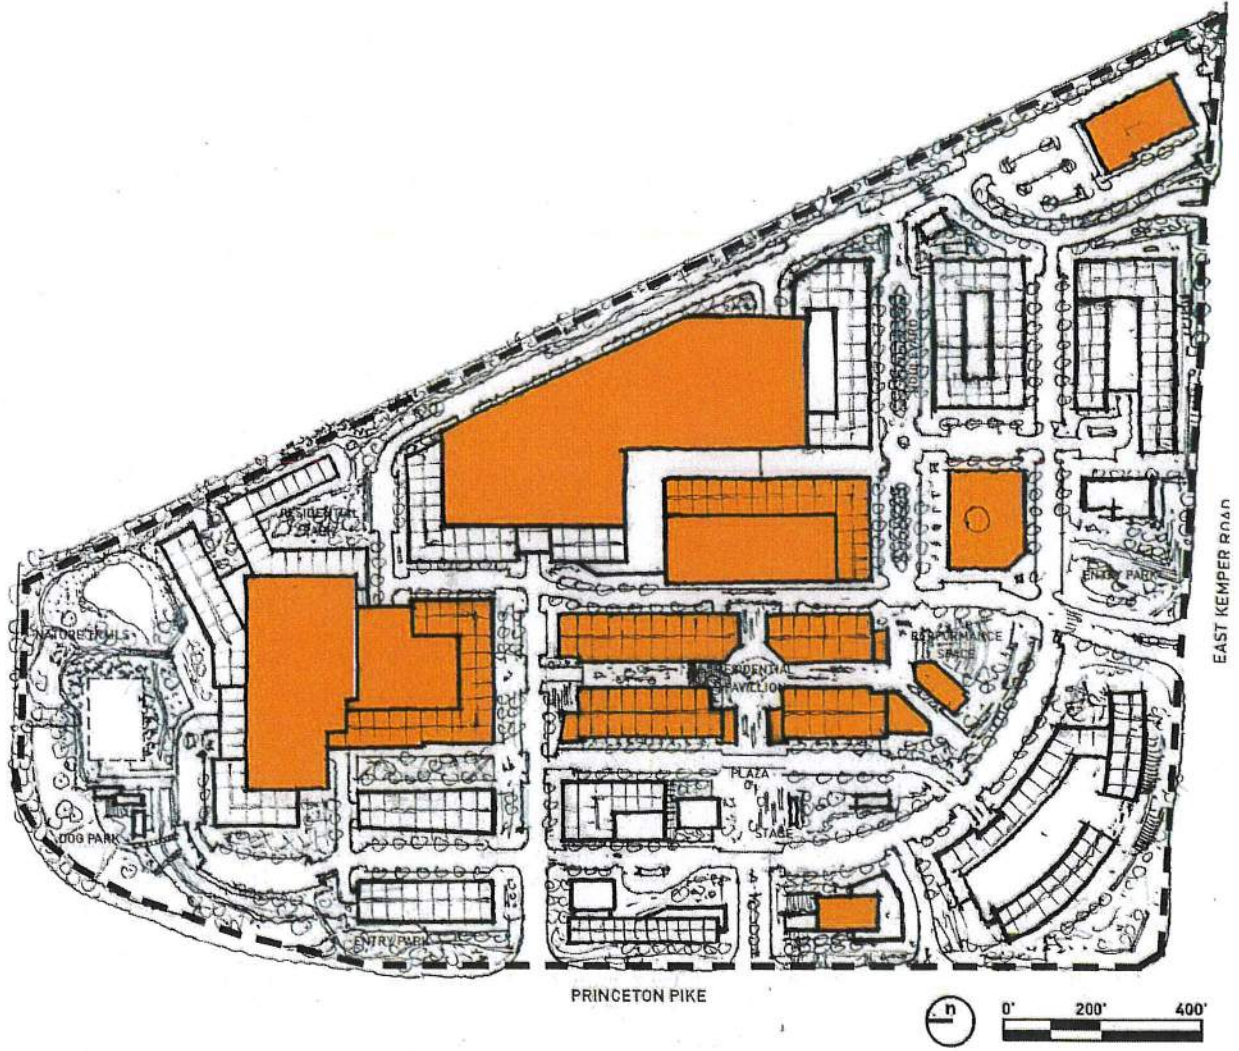 BOULEVARD
RESIDENTIAL
ENTRY PARK
EAST KEMPER ROAD
NATURE TRAILS
PERFORMANCE
SPACE
RESIDENTIAL
PAVILLION
PLAZA
STAGE
DOG PARK
ENTRY PARK
PRINCETON PIKE
n
0'
200'
400'